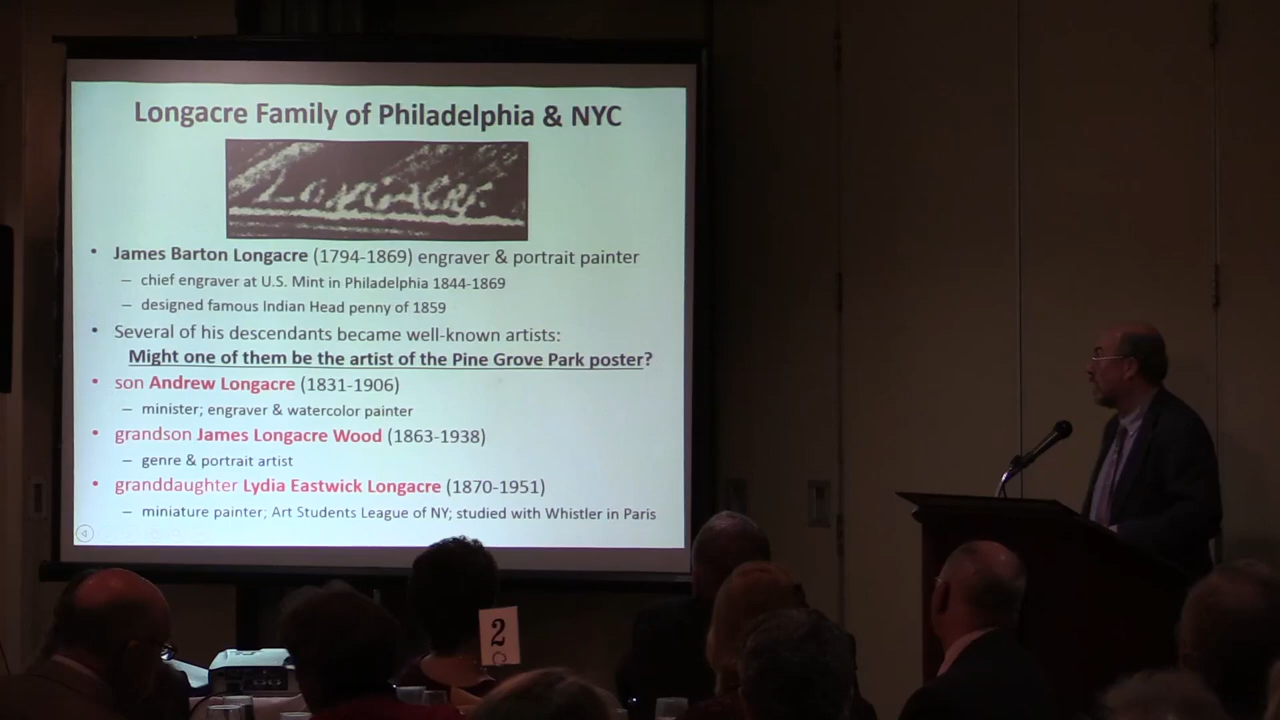 Longacre Family of Philadelphia & NYC
Longacre
• James Barton Longacre (1794-1869) engraver & portrait painter
– chief engraver at U.S. Mint in Philadelphia 1844-1869
– designed famous Indian Head penny of 1859
• Several of his descendants became well-known artists:
Might one of them be the artist of the Pine Grove Park poster?
• son Andrew Longacre (1831-1906)
– minister; engraver & watercolor painter
• grandson James Longacre Wood (1863-1938)
– genre & portrait artist
• granddaughter Lydia Eastwick Longacre (1870-1951)
– miniature painter; Art Students League of NY; studied with Whistler in Paris
2